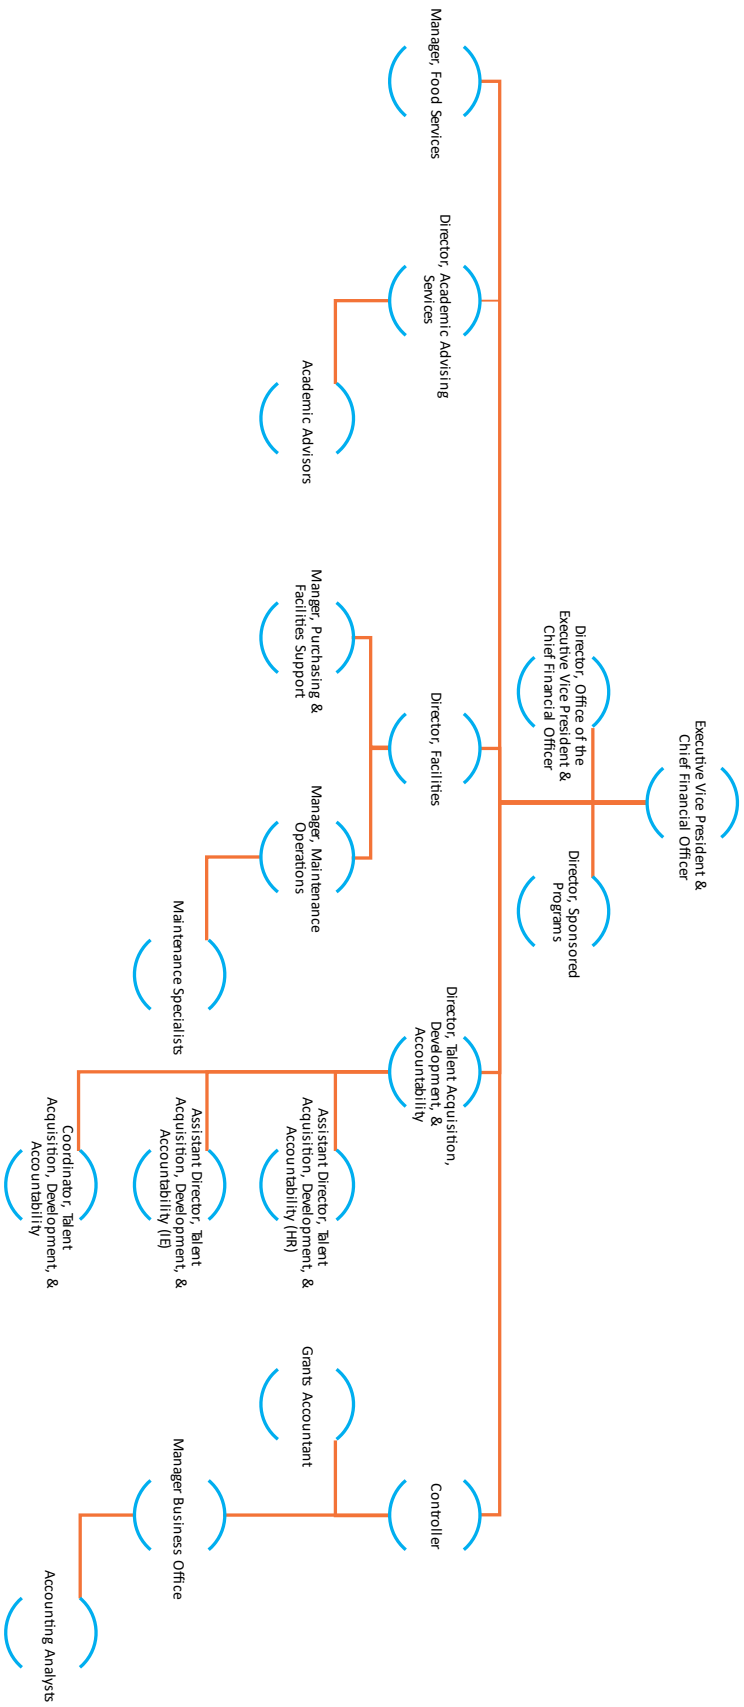 Executive Vice President &
Chief Financial Officer
Director, Office of the
Executive Vice President &
Chief Financial Officer
Director, Sponsored
Programs
Manager, Food Services
Director, Academic Advising
Services
Academic Advisors
Director, Facilities
Manger, Purchasing &
Facilities Support
Manager, Maintenance
Operations
Maintenance Specialists
Director, Talent Acquisition,
Development, &
Accountability
Assistant Director, Talent
Acquisition, Development, &
Accountability (HR)
Assistant Director, Talent
Acquisition, Development, &
Accountability (IE)
Coordinator, Talent
Acquisition, Development, &
Accountability
Controller
Grants Accountant
Manager Business Office
Accounting Analysts